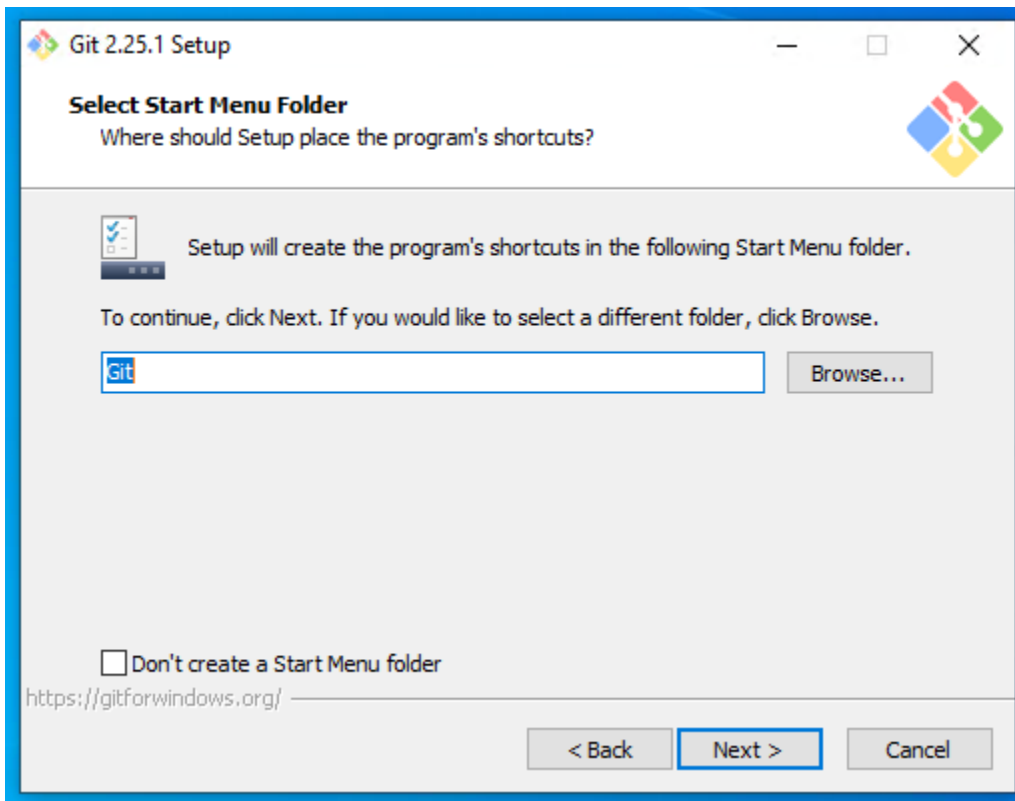 Git 2.25.1 Setup
Select Start Menu Folder
Where should Setup place the program's shortcuts?
Setup will create the program's shortcuts in the following Start Menu folder.
To continue, click Next. If you would like to select a different folder, click Browse.
Git
Browse...
Don't create a Start Menu folder
https://gitforwindows.org/
< Back
Next >
Cancel